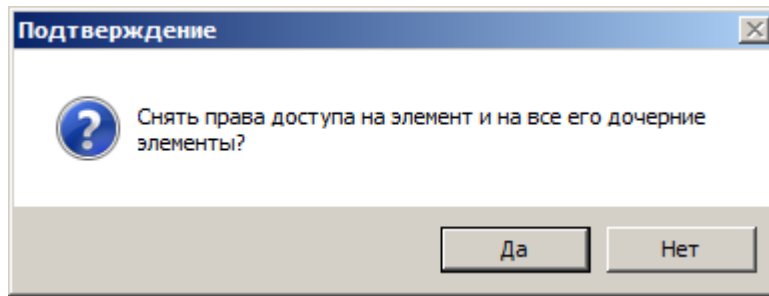 Подтверждение
Снять права доступа на элемент и на все его дочерние
элементы?
Да
Нет